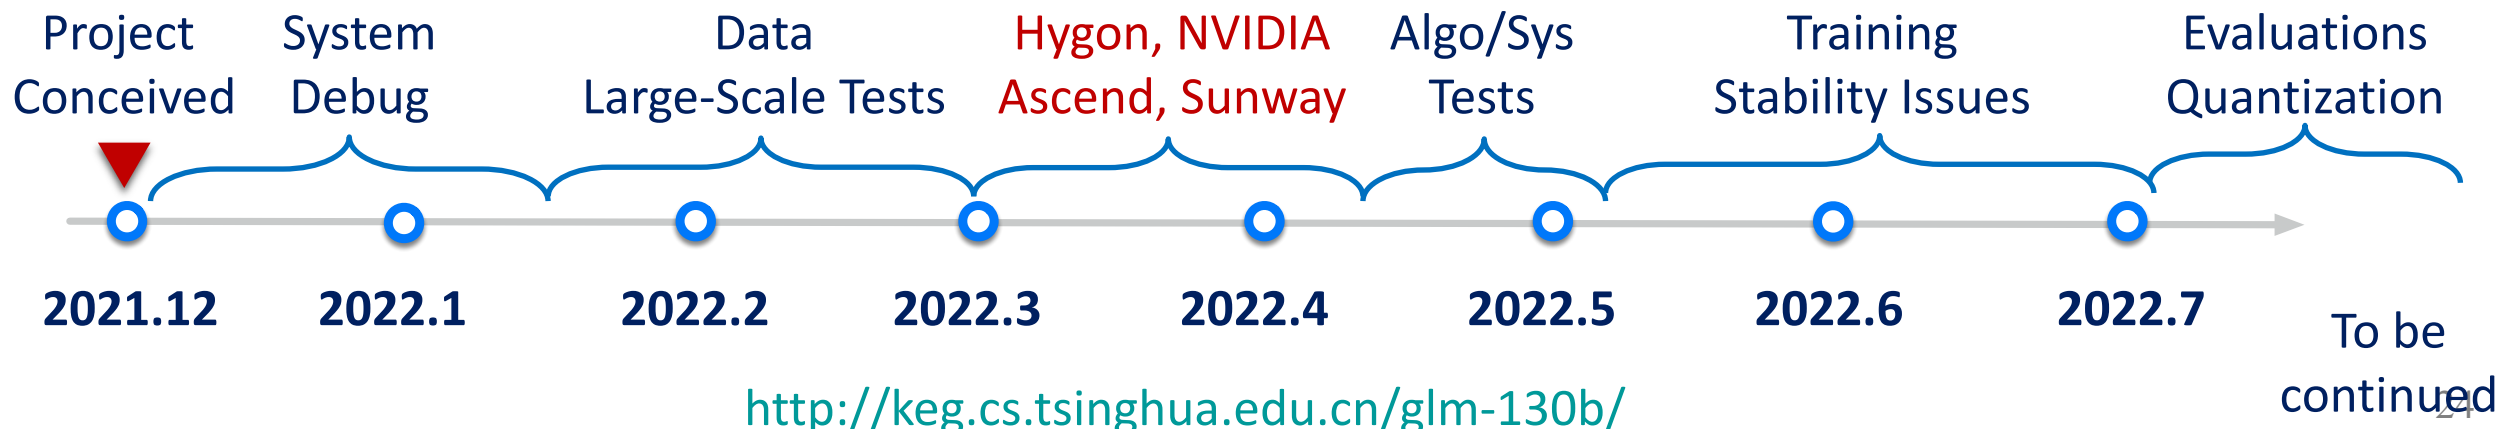 Project
Conceived
System
Debugs
Data &
Large-Scale Tests
Hygon, NVIDIA
Ascend, Sunway
Algo/Sys
Tests
Training
Stability Issues
Evaluations
Quantization
2021.12
2022.1
2022.2
2022.3
2022.4
2022.5
2022.6
2022.7
To be
continued
http://keg.cs.tsinghua.edu.cn/glm-130b/
24